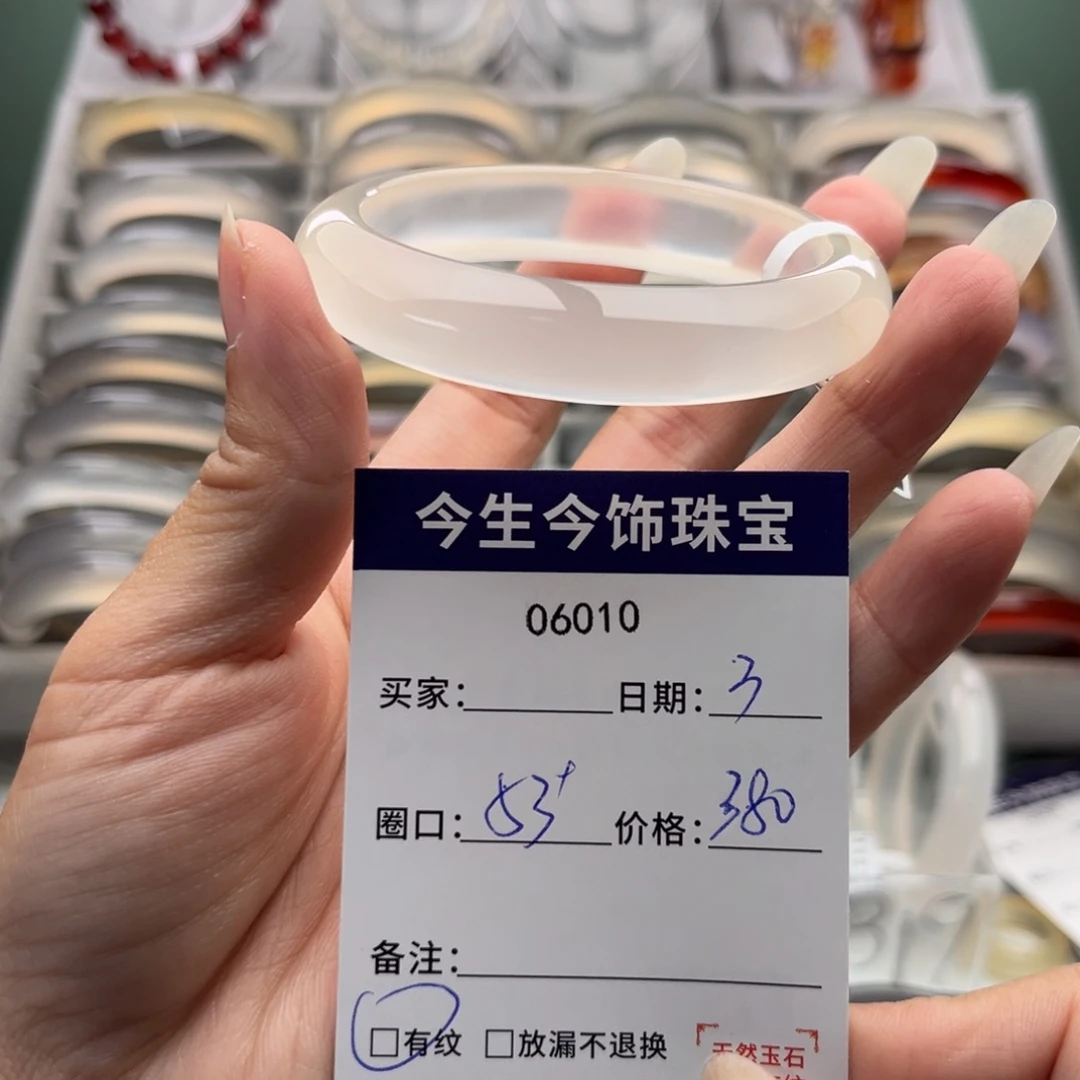 今生今饰珠宝
06010
买家： 日期：3
圈口：53+ 价格：380
备注：
□有纹 □放漏不退换
天然玉石